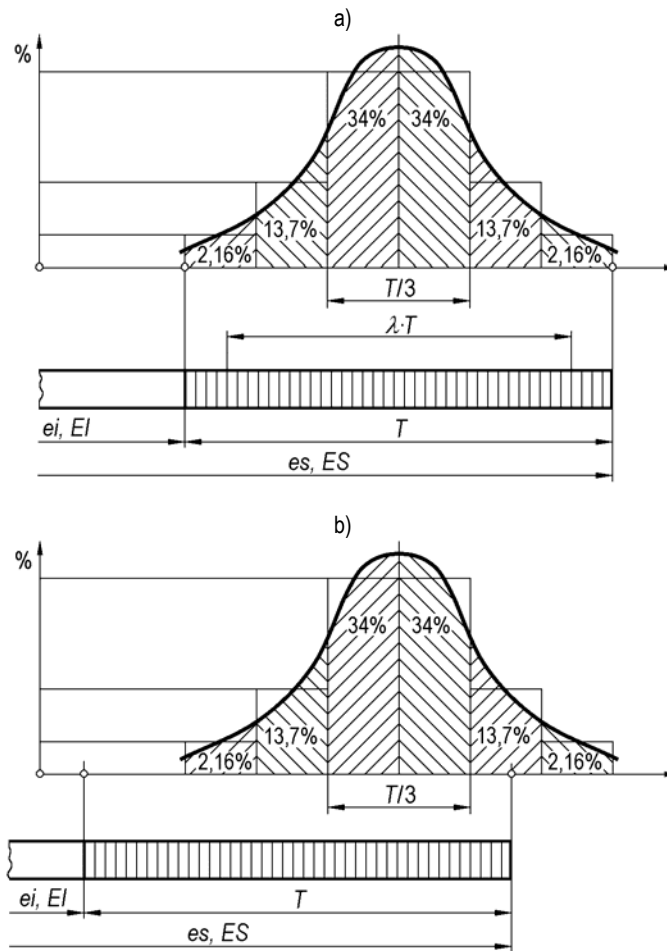 a)
%
34% 34%
13,7% 13,7%
2,16% 2,16%
T/3
λ·T
ei, EI T
es, ES
b)
%
34% 34%
13,7% 13,7%
2,16% 2,16%
T/3
ei, EI T
es, ES